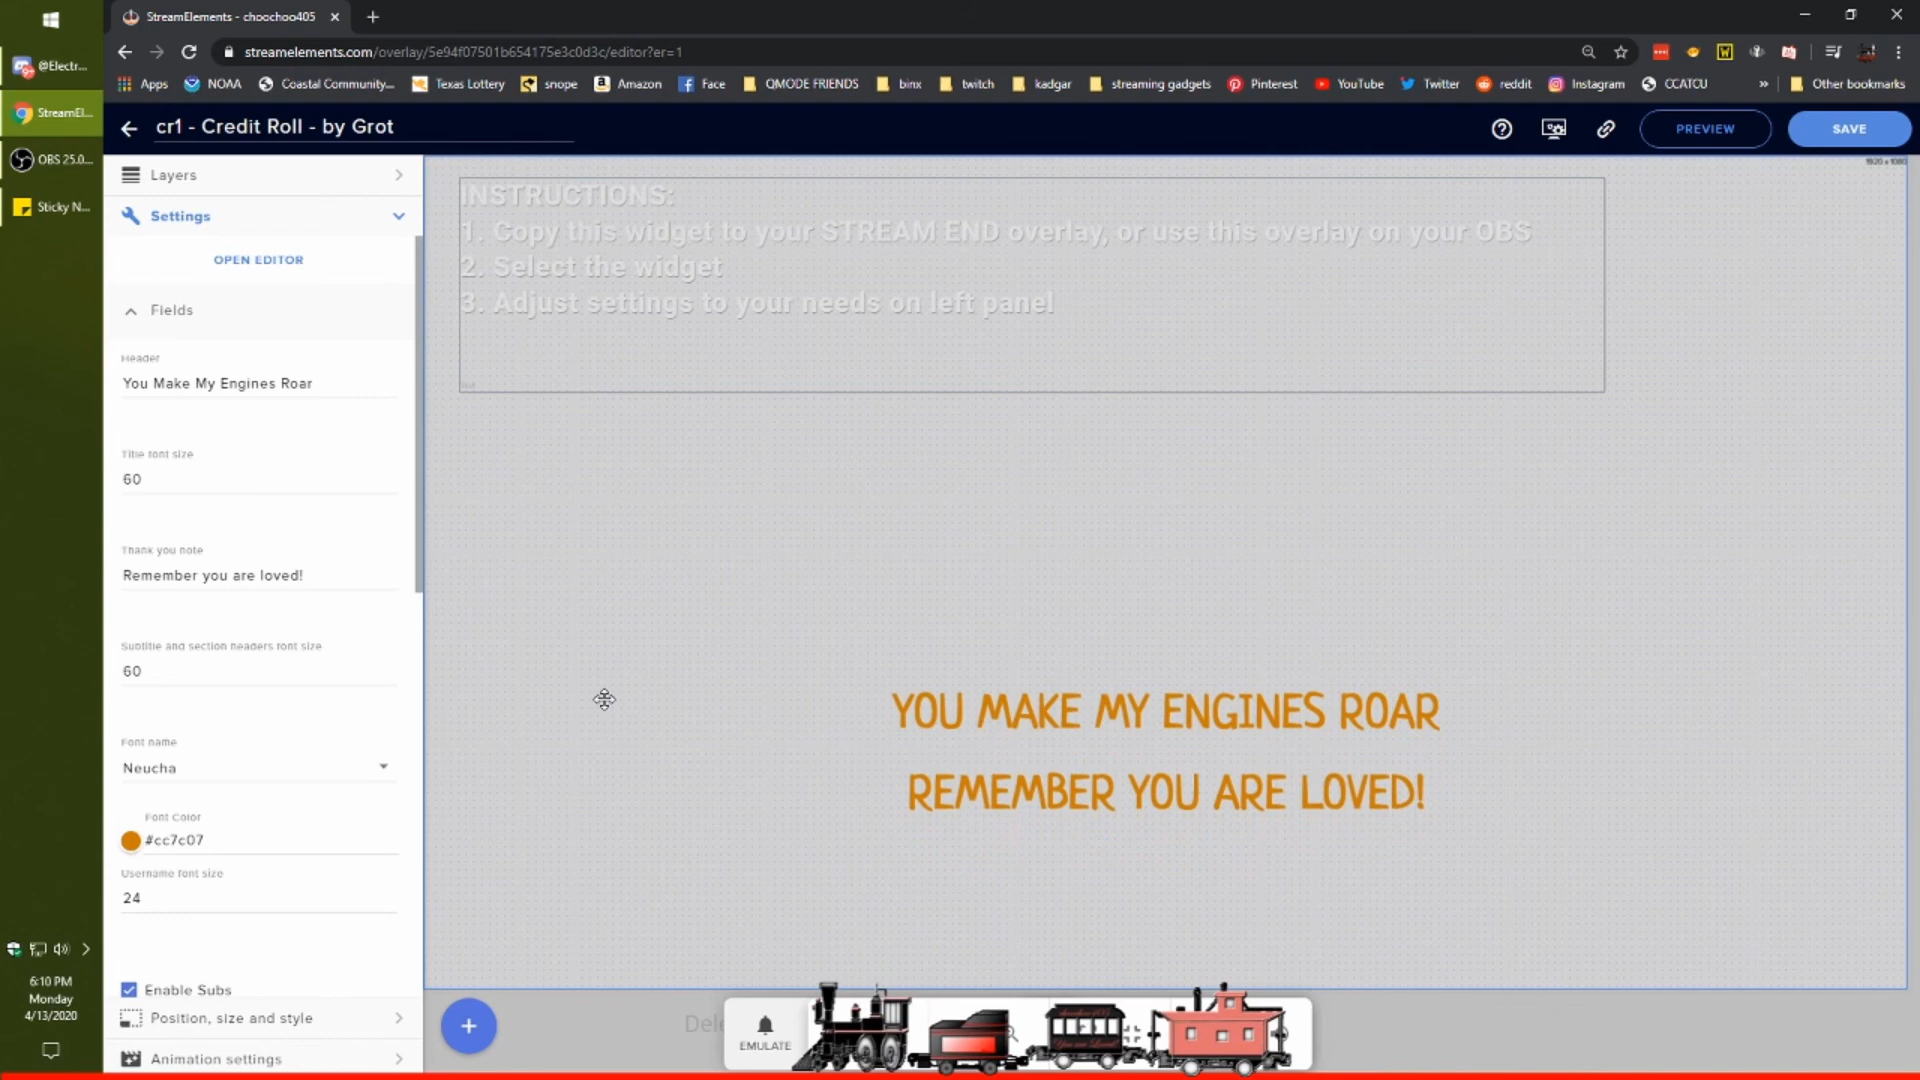 StreamElements - choochoo405
@Electr...
streamelements.com/overlay/5e94f07501b654175e3c0d3c/editor?er=1
Apps NOAA Coastal Community... Texas Lottery snope Amazon Face QMODE FRIENDS binx twitch kadgar streaming gadgets Pinterest YouTube Twitter reddit Instagram CCATCU » Other bookmarks
StreamEl...
cr1 - Credit Roll - by Grot
PREVIEW
SAVE
OBS 25.0...
1920 x 1080
Layers
Sticky N...
Settings
OPEN EDITOR
Fields
Header
You Make My Engines Roar
Title font size
60
Thank you note
Remember you are loved!
Subtitle and section headers font size
60
Font name
Neucha
Font Color
#cc7c07
Username font size
24
Enable Subs
Position, size and style
Animation settings
INSTRUCTIONS:
1. Copy this widget to your STREAM END overlay, or use this overlay on your OBS
2. Select the widget
3. Adjust settings to your needs on left panel
YOU MAKE MY ENGINES ROAR
REMEMBER YOU ARE LOVED!
EMULATE
choochoo405
You are Loved!
6:10 PM
Monday
4/13/2020